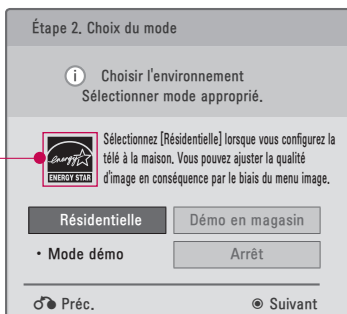 Étape 2. Choix du mode
i Choisir l'environnement
Sélectionner mode approprié.
energy
ENERGY STAR
Sélectionnez [Résidentielle] lorsque vous configurez la
télé à la maison. Vous pouvez ajuster la qualité
d'image en conséquence par le biais du menu image.
Résidentielle Démo en magasin
• Mode démo Arrêt
Préc. Suivant